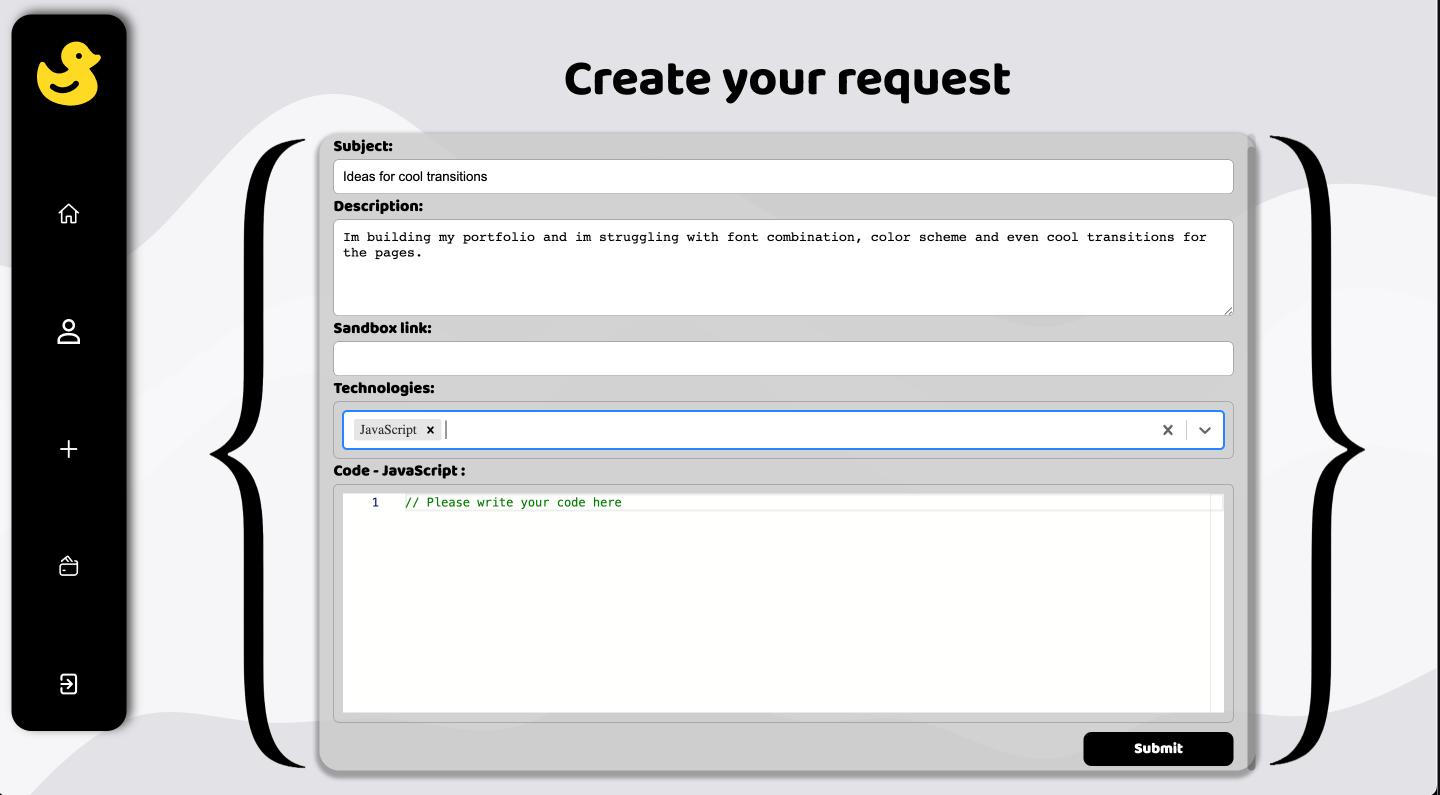 Create your request
Subject:
Ideas for cool transitions
Description:
Im building my portfolio and im struggling with font combination, color scheme and even cool transitions for
the pages.
Sandbox link:
Technologies:
JavaScript
Code - JavaScript :
1 // Please write your code here
Submit